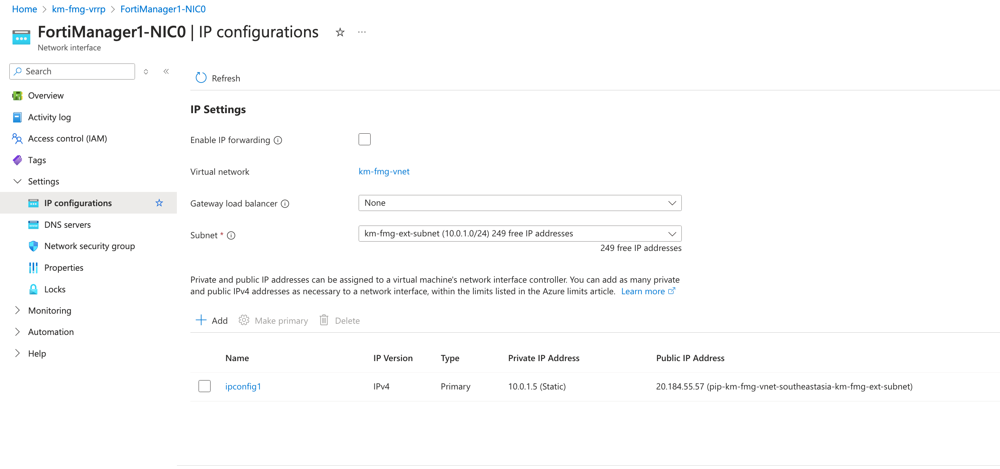 Home > km-fmg-vrrp > FortiManager1-NIC0
FortiManager1-NIC0 | IP configurations
Network interface
Search
Overview
Activity log
Access control (IAM)
Tags
Settings
IP configurations
DNS servers
www
Network security group
Properties
Locks
Monitoring
Automation
Help
Refresh
IP Settings
Enable IP forwarding
Virtual network km-fmg-vnet
Gateway load balancer None
Subnet * km-fmg-ext-subnet (10.0.1.0/24) 249 free IP addresses
249 free IP addresses
Private and public IP addresses can be assigned to a virtual machine's network interface controller. You can add as many private
and public IPv4 addresses as necessary to a network interface, within the limits listed in the Azure limits article. Learn more
Add Make primary Delete
Name IP Version Type Private IP Address Public IP Address
ipconfig1 IPv4 Primary 10.0.1.5 (Static) 20.184.55.57 (pip-km-fmg-vnet-southeastasia-km-fmg-ext-subnet)